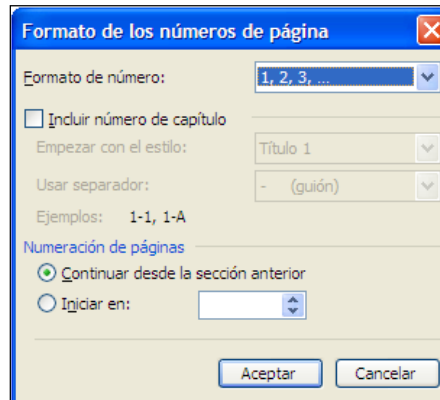 Formato de los números de página
Formato de número: 1, 2, 3, ...
Incluir número de capítulo
Empezar con el estilo: Título 1
Usar separador: - (guión)
Ejemplos: 1-1, 1-A
Numeración de páginas
Continuar desde la sección anterior
Iniciar en:
Aceptar Cancelar